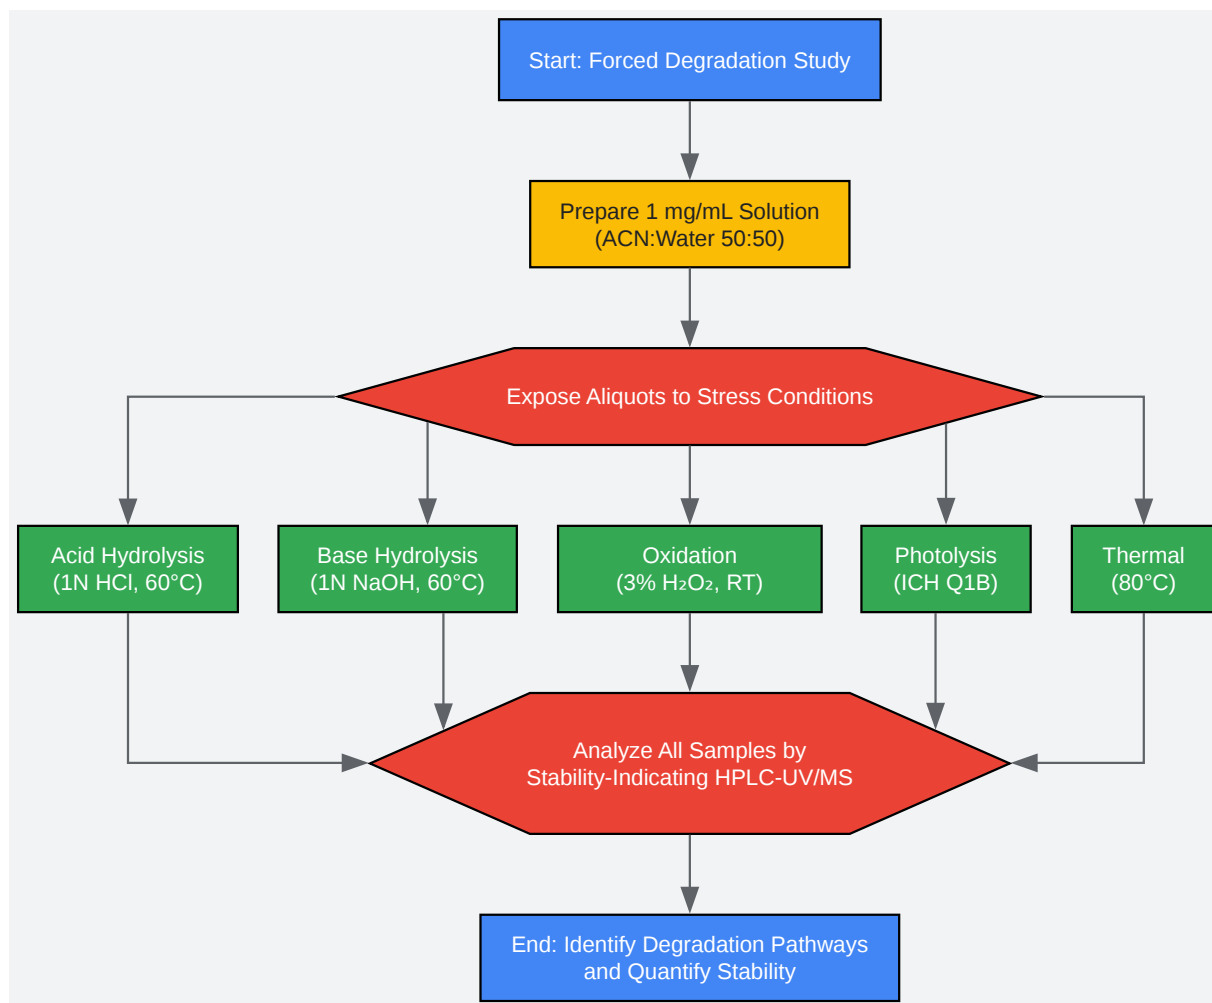 Start: Forced Degradation Study
Prepare 1 mg/mL Solution
(ACN:Water 50:50)
Expose Aliquots to Stress Conditions
Acid Hydrolysis
(1N HCl, 60°C)
Base Hydrolysis
(1N NaOH, 60°C)
Oxidation
(3% H₂O₂, RT)
Photolysis
(ICH Q1B)
Thermal
(80°C)
Analyze All Samples by
Stability-Indicating HPLC-UV/MS
End: Identify Degradation Pathways
and Quantify Stability